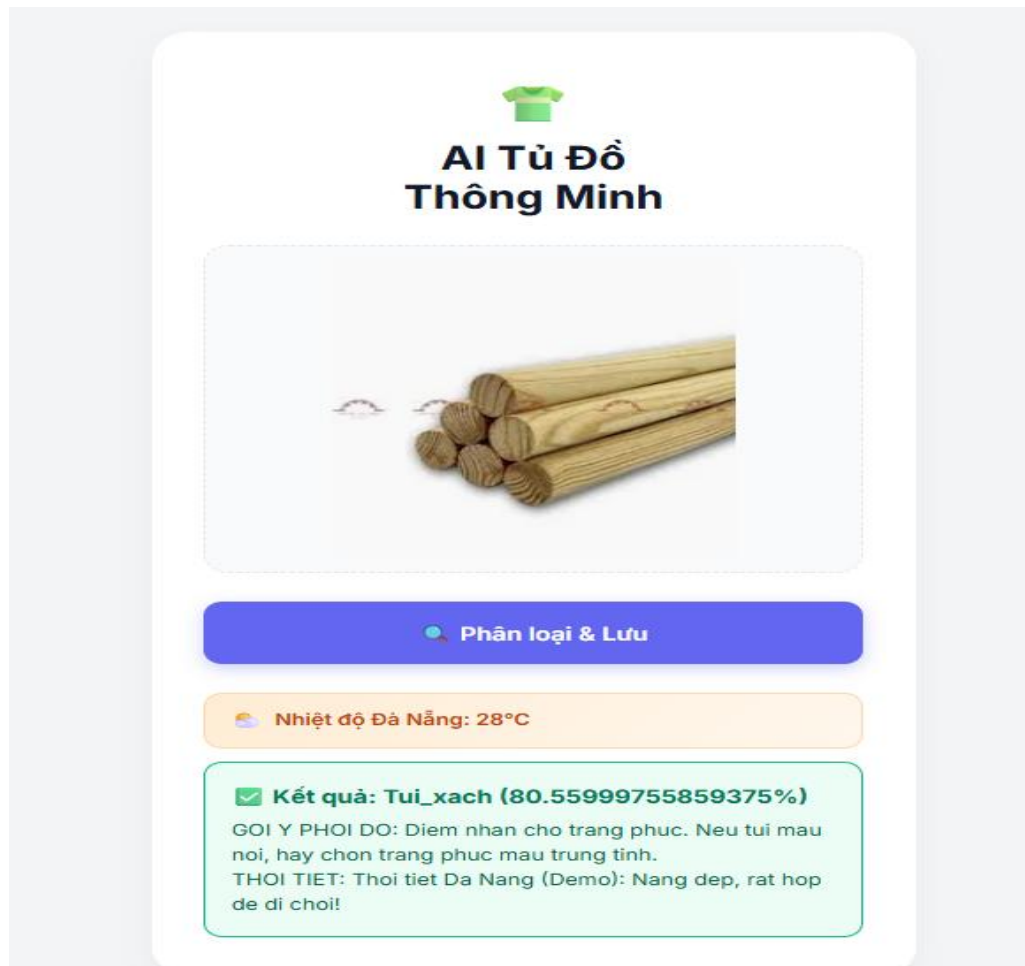 AI Tủ Đồ
Thông Minh
Phân loại & Lưu
Nhiệt độ Đà Nẵng: 28°C
Kết quả: Tui_xach (80.55999755859375%)
GOI Y PHOI DO: Diem nhan cho trang phuc. Neu tui mau
noi, hay chon trang phuc mau trung tinh.
THOI TIET: Thoi tiet Da Nang (Demo): Nang dep, rat hop
de di choi!